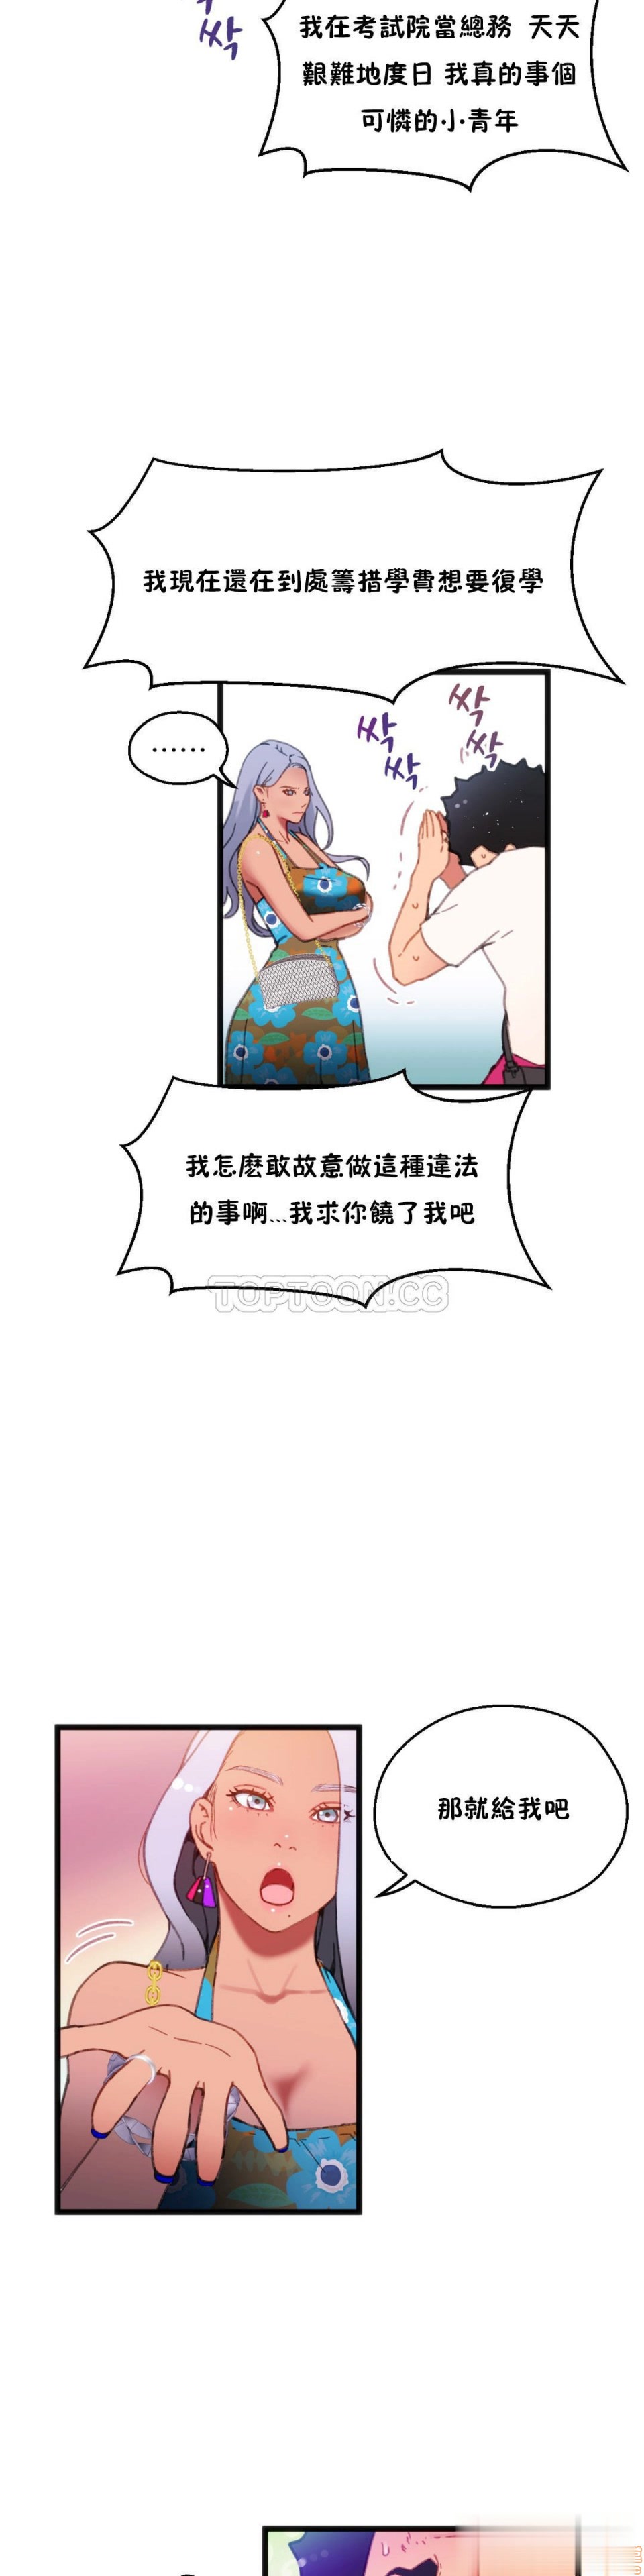 싹
我在考試院當總務 天天
艱難地度日 我真的事個
可憐的小青年
我現在還在到處籌措學費想要復學
싹
싹
싹
싹
......
我怎麽敢故意做這種違法
的事啊...我求你饒了我吧
TOPTOON.CC
那就給我吧